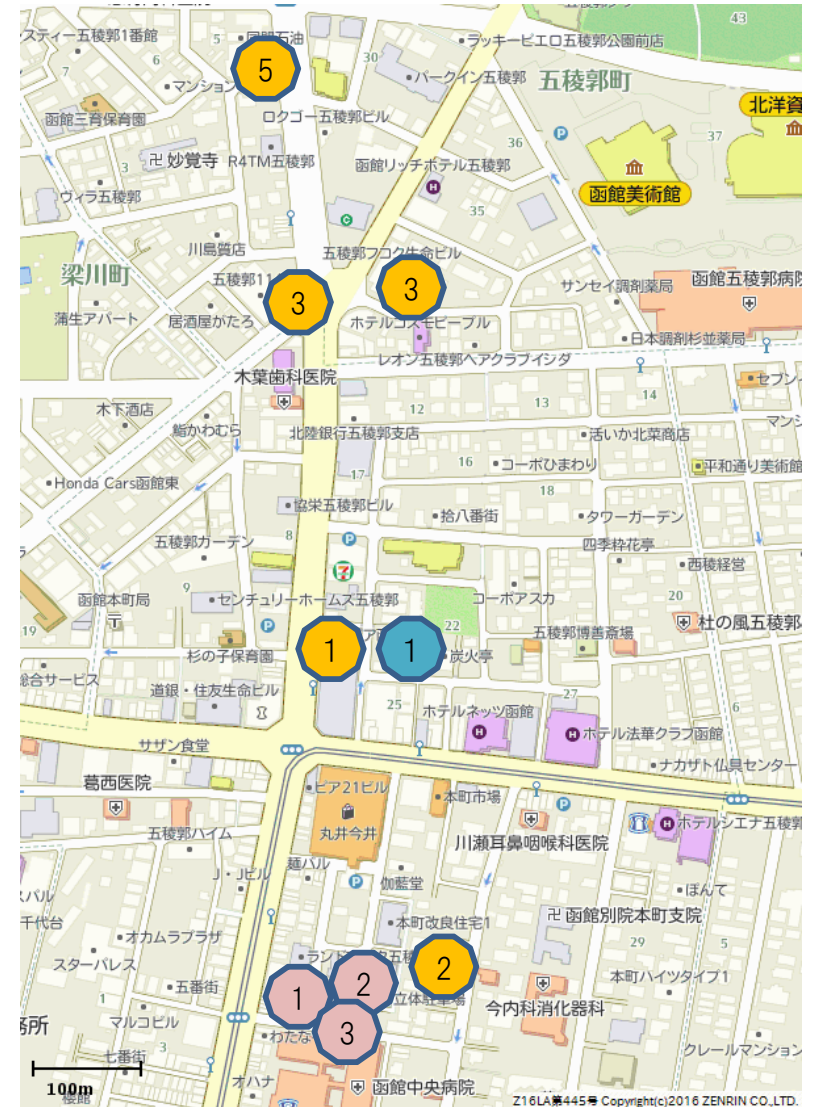 43
ラッキーピエロ五稜郭公園前店
スティー五稜郭1番館
5
6
7
30
5
マンション
パークイン五稜郭
五稜郭町
北洋資
函館三育保育園
ロクゴー五稜郭ビル
36
37
3
卍妙覚寺
R4TM五稜郭
函館リッチホテル五稜郭
函館美術館
ヴィラ五稜郭
35
川島質店
五稜郭フコク生命ビル
梁川町
五稜郭11
サンセイ調剤薬局
函館五稜郭病院
3
3
蒲生アパート
居酒屋がたろ
ホテルコスモピープル
日本調剤杉並薬局
レオン五稜郭ヘアクラブイシダ
木葉歯科医院
セブン
14
13
12
木下酒店
マンシ
鮨かわむら
北陸銀行五稜郭支店
活いか北菜商店
16
コーポひまわり
平和通り美術館
17
Honda Cars函館東
18
協栄五稜郭ビル
拾八番街
タワーガーデン
8
五稜郭ガーデン
四季粋花亭
西稜経営
9
函館本町局
センチュリーホームズ五稜郭
コーポアスカ
20
19
22
杜の風五稜郭
五稜郭博善斎場
1
1
炭火亭
杉の子保育園
総合サービス
道銀・住友生命ビル
27
25
ホテルネッツ函館
6
サザン食堂
ホテル法華クラブ函館
ナカザト仏具センター
葛西医院
ピア21ビル
本町市場
丸井今井
ホテルシエナ五稜郭
五稜郭ハイム
川瀬耳鼻咽喉科医院
麺バル
J・Jビル
伽藍堂
ぼんて
パル
千代台
本町改良住宅1
卍函館別院本町支院
オカムラプラザ
29
5
スターパレス
2
本町ハイツタイプ1
五番街
1
2
立体駐車場
1
今内科消化器科
マルコビル
3
務所
わたな
クレールマンション
七番街
3
100m
オハナ
函館中央病院
櫻館
Z16LA第445号 Copyright(c)2016 ZENRIN CO.,LTD.